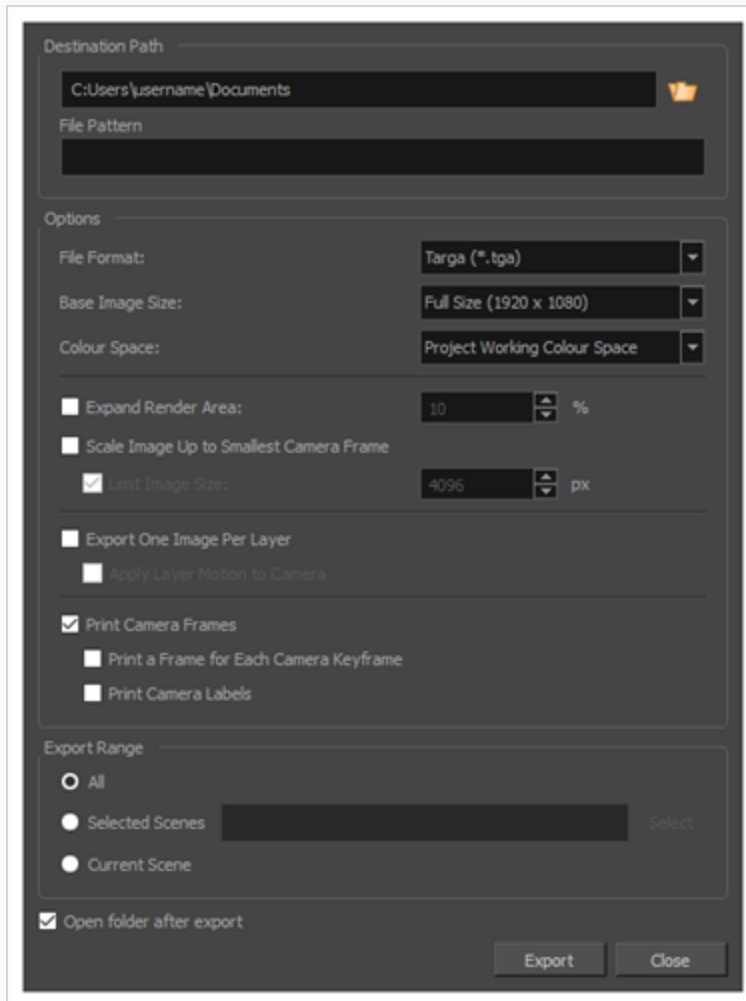 Destination Path
C:Users\username\Documents
File Pattern
Options
File Format: Targa (*.tga)
Base Image Size: Full Size (1920 x 1080)
Colour Space: Project Working Colour Space
Expand Render Area: 10 %
Scale Image Up to Smallest Camera Frame
Limit Image Size: 4096 px
Export One Image Per Layer
Apply Layer Motion to Camera
Print Camera Frames
Print a Frame for Each Camera Keyframe
Print Camera Labels
Export Range
All
Selected Scenes Select
Current Scene
Open folder after export
Export Close